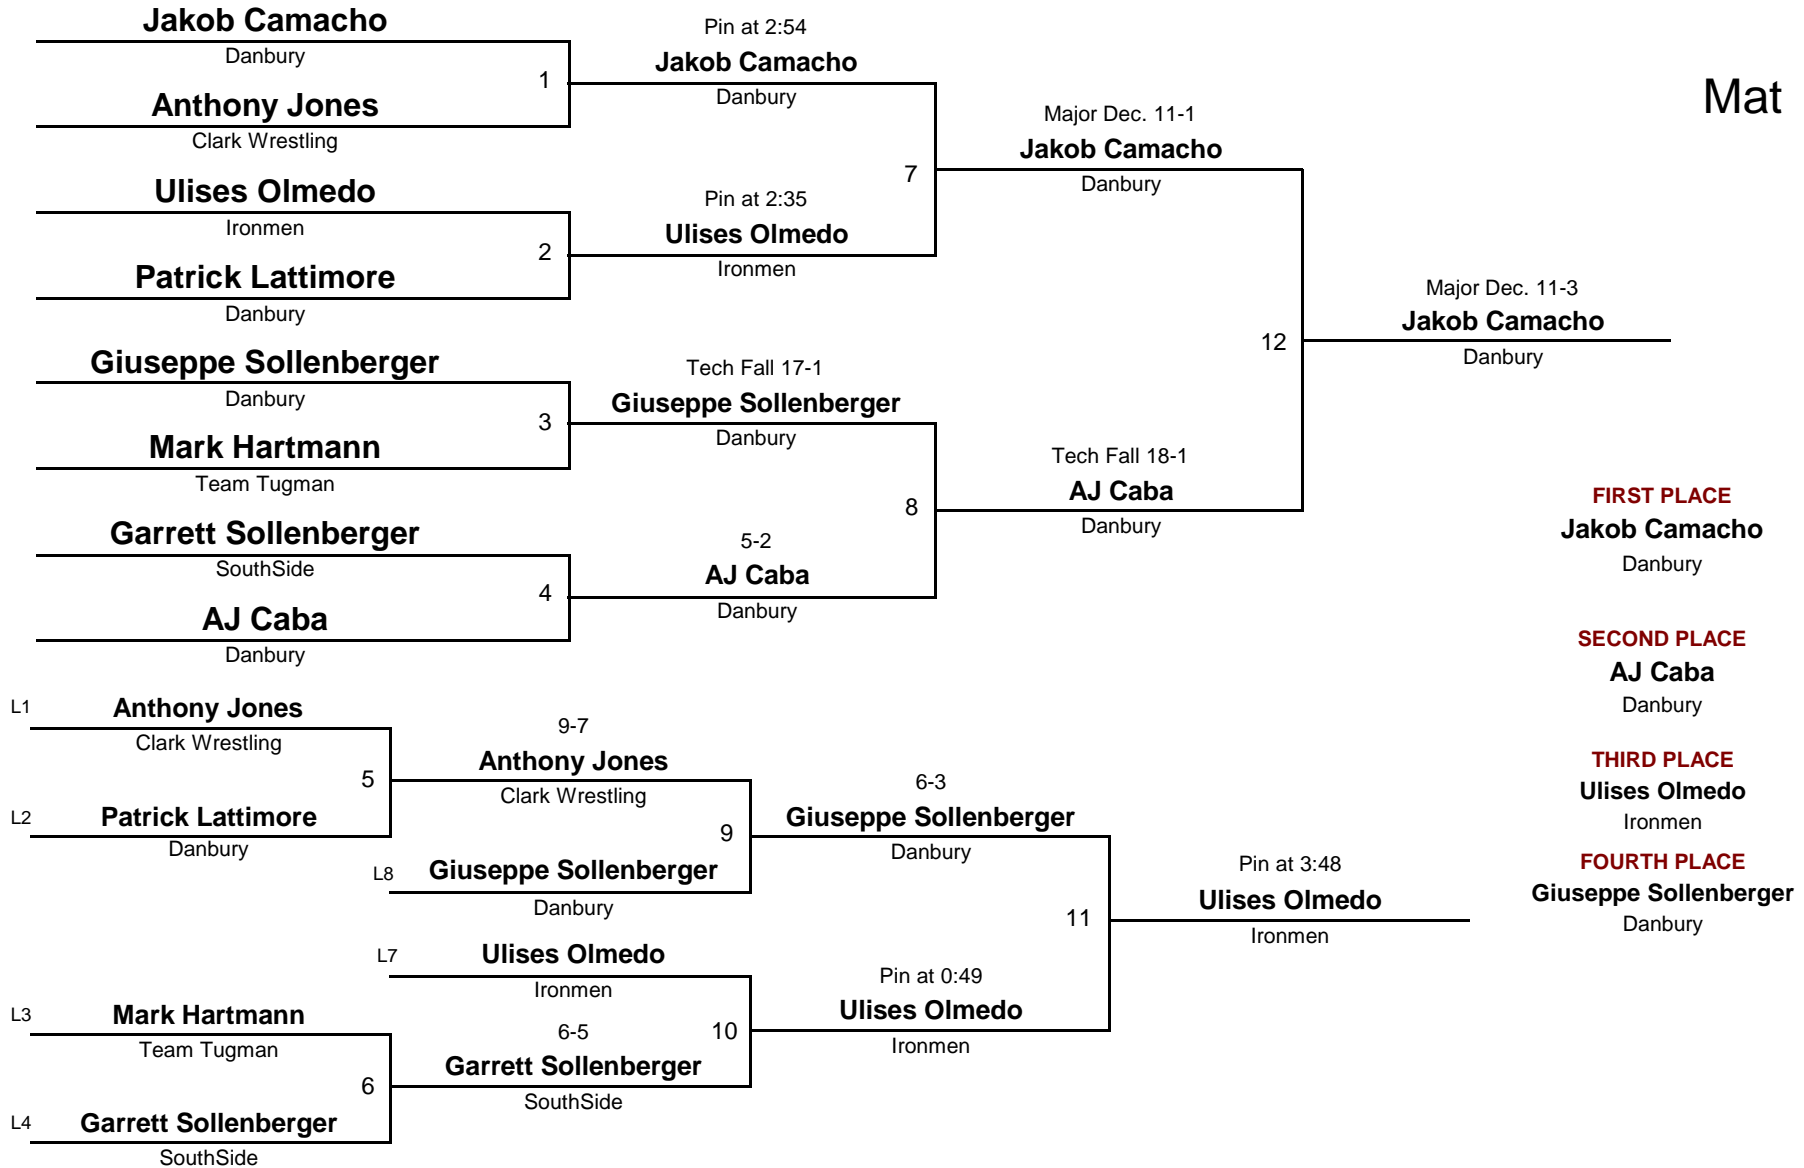 Jakob Camacho
Danbury
1
Anthony Jones
Clark Wrestling
Ulises Olmedo
Ironmen
2
Patrick Lattimore
Danbury
Giuseppe Sollenberger
Danbury
3
Mark Hartmann
Team Tugman
Garrett Sollenberger
SouthSide
4
AJ Caba
Danbury
Pin at 2:54
Jakob Camacho
Danbury
7
Pin at 2:35
Ulises Olmedo
Ironmen
Tech Fall 17-1
Giuseppe Sollenberger
Danbury
8
5-2
AJ Caba
Danbury
Major Dec. 11-1
Jakob Camacho
Danbury
12
Tech Fall 18-1
AJ Caba
Danbury
Major Dec. 11-3
Jakob Camacho
Danbury
Mat
L1 Anthony Jones
Clark Wrestling
5
L2 Patrick Lattimore
Danbury
L3 Mark Hartmann
Team Tugman
6
L4 Garrett Sollenberger
SouthSide
9-7
Anthony Jones
Clark Wrestling
9
L8 Giuseppe Sollenberger
Danbury
L7 Ulises Olmedo
Ironmen
10
6-5
Garrett Sollenberger
SouthSide
6-3
Giuseppe Sollenberger
Danbury
11
Pin at 0:49
Ulises Olmedo
Ironmen
Pin at 3:48
Ulises Olmedo
Ironmen
FIRST PLACE
Jakob Camacho
Danbury
SECOND PLACE
AJ Caba
Danbury
THIRD PLACE
Ulises Olmedo
Ironmen
FOURTH PLACE
Giuseppe Sollenberger
Danbury